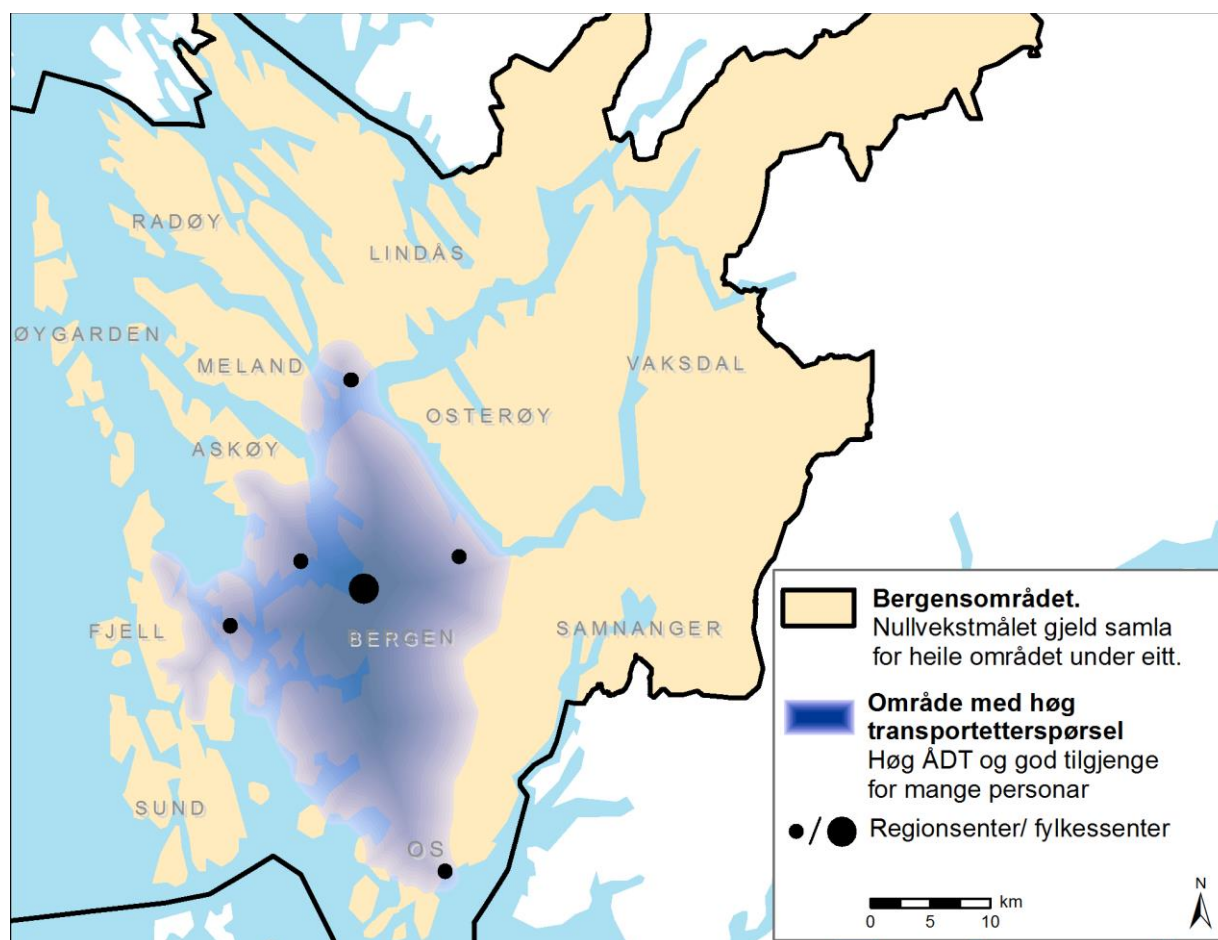 RADØY
LINDÅS
ØYGARDEN
MELAND
VAKSDAL
OSTERØY
ASKØY
FJELL
BERGEN
SAMNANGER
SUND
OS
Bergensområdet.
Nullvekstmålet gjeld samla
for heile området under eitt.
Område med høg
transportetterspørsel
Høg ÅDT og god tilgjenge
for mange personar
/ Regionsenter/ fylkessenter
km
0 5 10
N